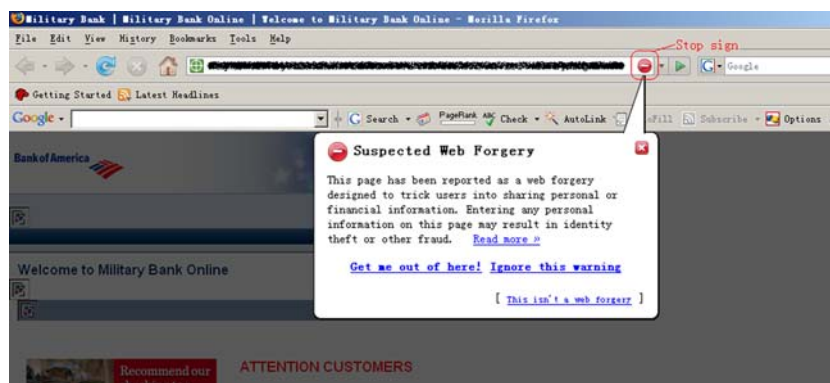 Military Bank | Military Bank Online | Welcome to Military Bank Online - Mozilla Firefox
File Edit View History Bookmarks Tools Help
Stop sign
Google
Getting Started Latest Headlines
Google Search PageRank ABC Check AutoLink Fill Subscribe Options
Suspected Web Forgery
Bank of America
This page has been reported as a web forgery
designed to trick users into sharing personal or
financial information. Entering any personal
information on this page may result in identity
theft or other fraud. Read more »
Welcome to Military Bank Online
Get me out of here! Ignore this warning
[ This isn't a web forgery ]
Recommend our
ATTENTION CUSTOMERS